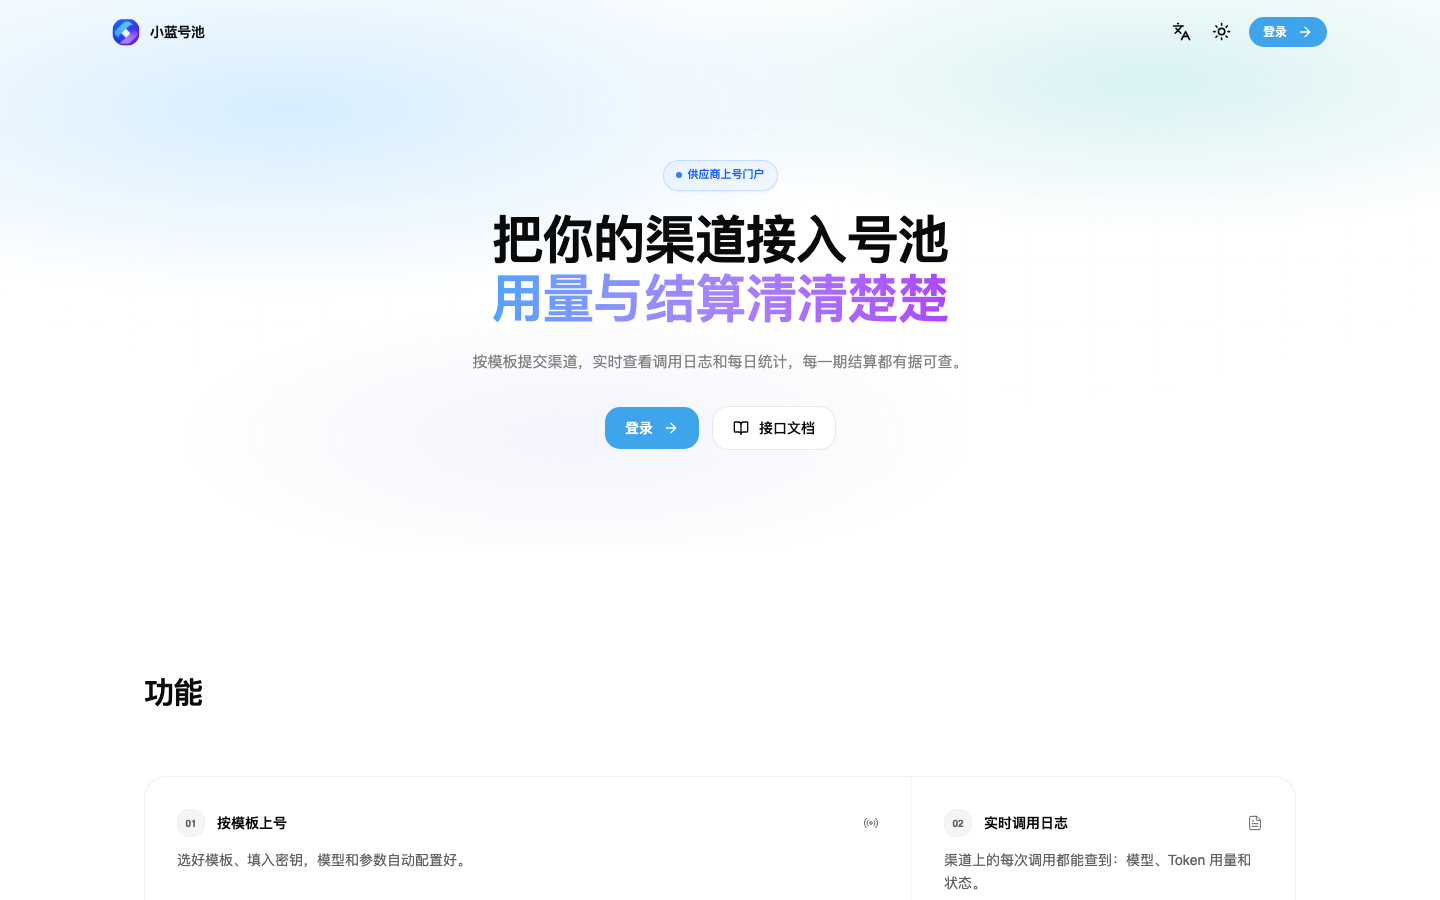 小蓝号池
登录
供应商上号门户
把你的渠道接入号池
用量与结算清清楚楚
按模板提交渠道，实时查看调用日志和每日统计，每一期结算都有据可查。
登录
接口文档
功能
01
按模板上号
选好模板、填入密钥，模型和参数自动配置好。
02
实时调用日志
渠道上的每次调用都能查到：模型、Token 用量和
状态。